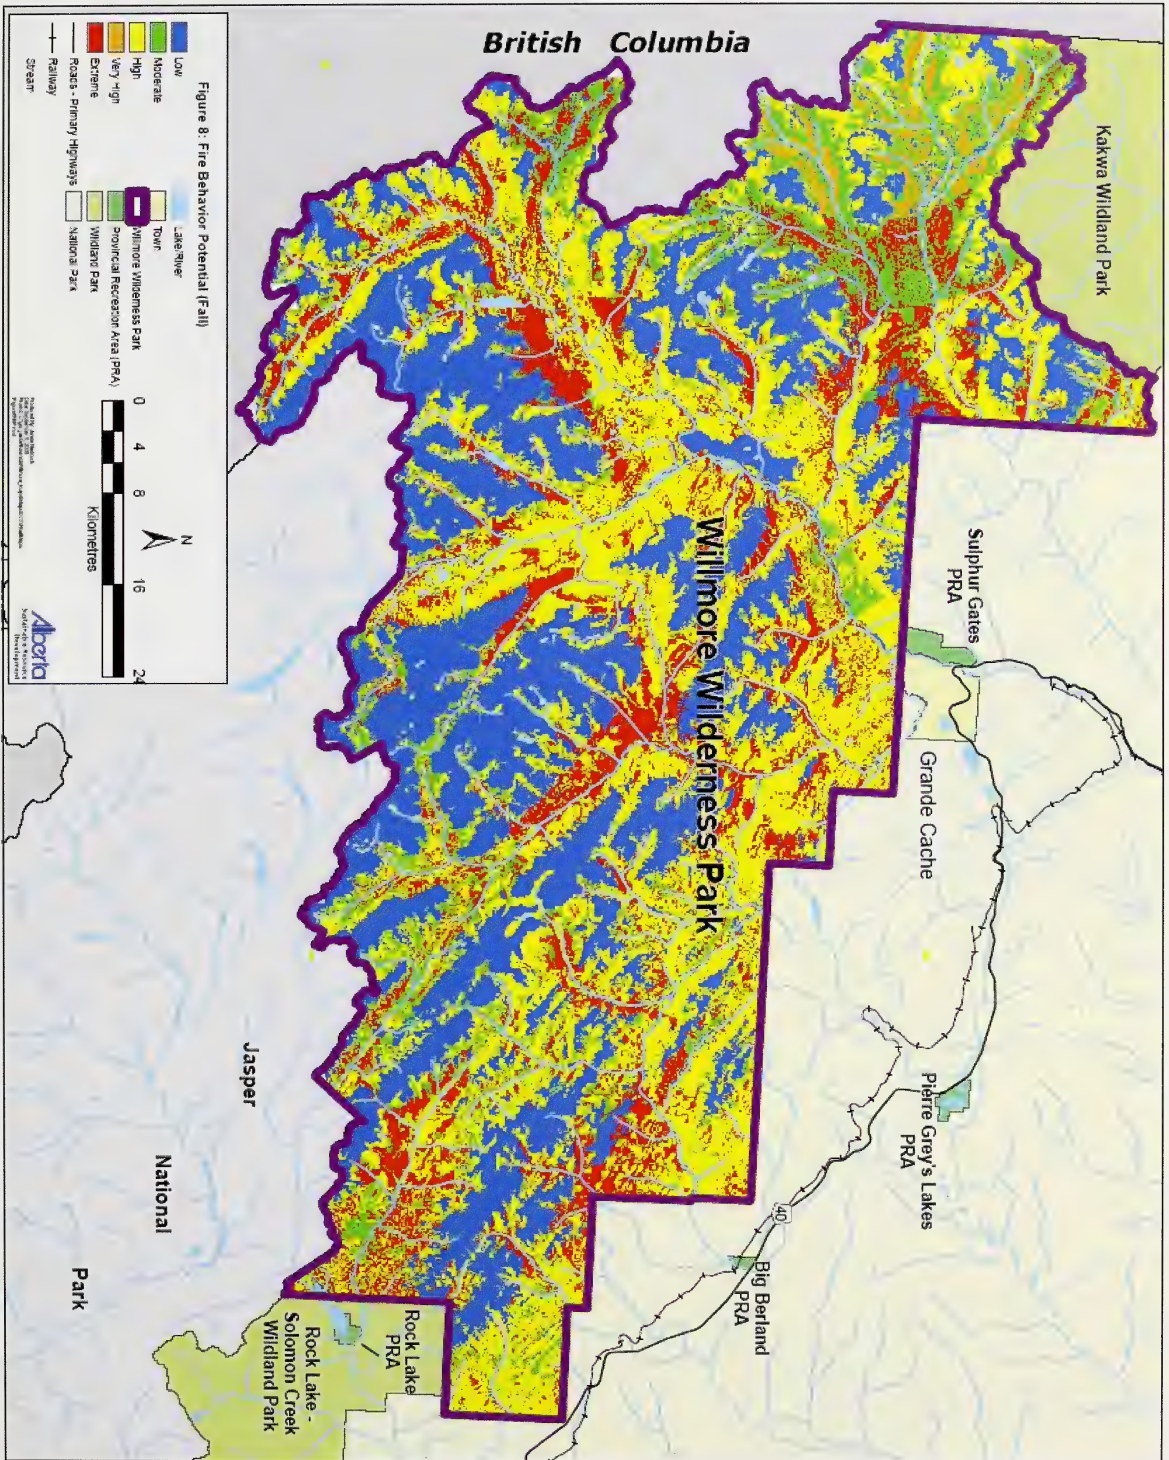 British Columbia
Kakwa Wildland Park
Willmore Wilderness Park
Sulphur Gates
PRA
Grande Cache
Pierre Grey's Lakes
PRA
40
Big Berland
PRA
Rock Lake
PRA
Rock Lake -
Solomon Creek
Wildland Park
Jasper
National
Park
Figure 8: Fire Behavior Potential (Fall)
Low
Moderate
High
Very High
Extreme
Roads - Primary Highways
Railway
Stream
Lake/River
Town
Willmore Wilderness Park
Provincial Recreation Area (PRA)
Wildland Park
National Park
0 4 8 16 24
Kilometres
N
Alberta
Sustainable Resource
Development